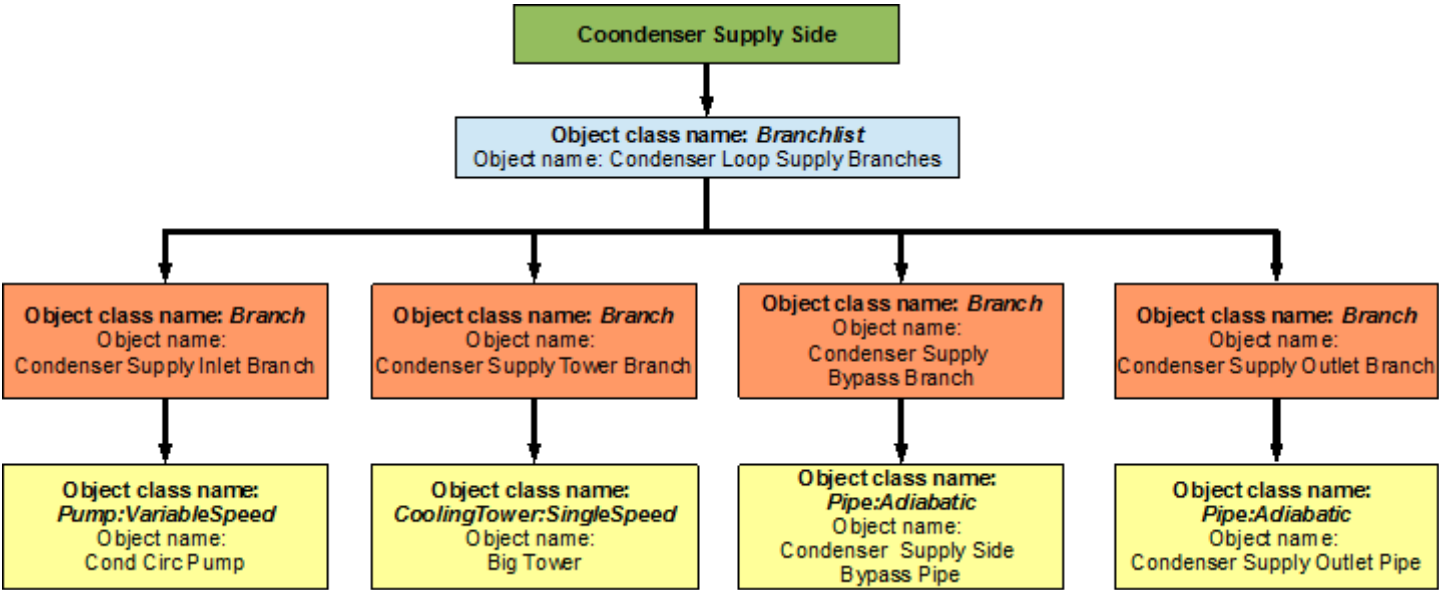 Coondenser Supply Side
Object class name: Branchlist
Object name: Condenser Loop Supply Branches
Object class name: Branch
Object name:
Condenser Supply Inlet Branch
Object class name: Branch
Object name:
Condenser Supply Tower Branch
Object class name: Branch
Object name:
Condenser Supply
Bypass Branch
Object class name: Branch
Object name:
Condenser Supply Outlet Branch
Object class name:
Pump:VariableSpeed
Object name:
Cond Circ Pump
Object class name:
CoolingTower:SingleSpeed
Object name:
Big Tower
Object class name:
Pipe:Adiabatic
Object name:
Condenser Supply Side
Bypass Pipe
Object class name:
Pipe:Adiabatic
Object name:
Condenser Supply Outlet Pipe